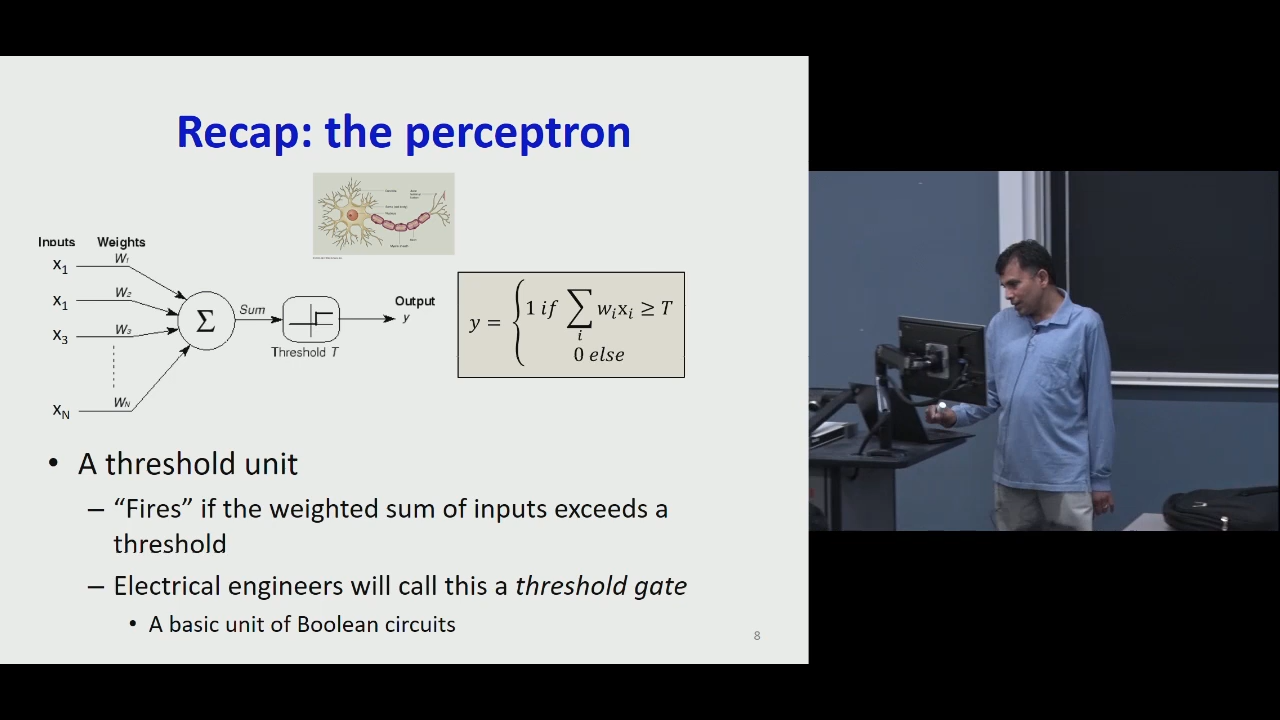 Recap: the perceptron
Inputs Weights
x1 W1
x1 W2
x3 W3
xN WN
Σ
Sum
Threshold T
Output
y
y = { 1 if ∑i wixi ≥ T
0 else
• A threshold unit
– “Fires” if the weighted sum of inputs exceeds a
threshold
– Electrical engineers will call this a threshold gate
• A basic unit of Boolean circuits
8